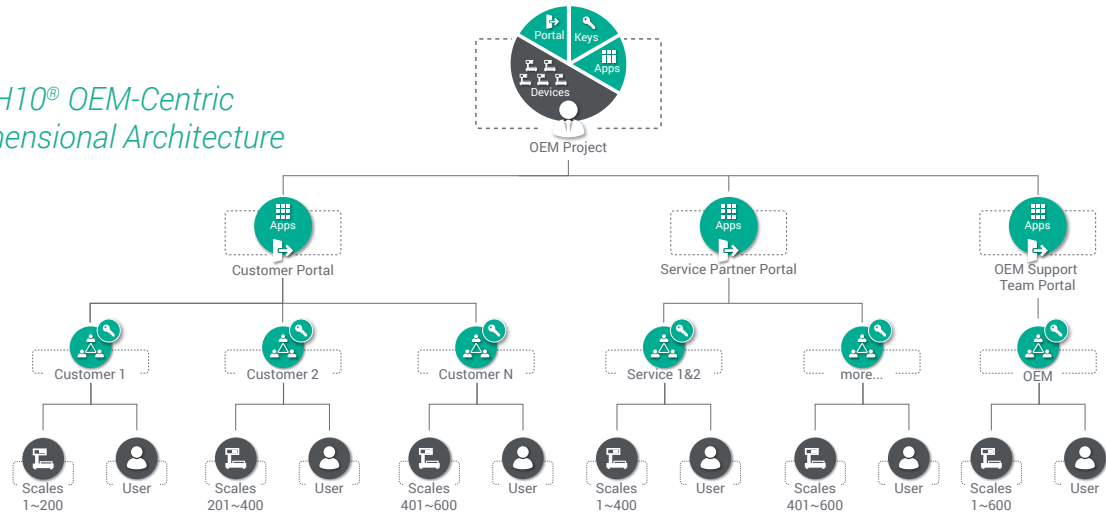 H10® OEM-Centric
ensional Architecture
Portal
Keys
Apps
Devices
OEM Project
Apps
Apps
Apps
Customer Portal
Service Partner Portal
OEM Support
Team Portal
Customer 1
Customer 2
Customer N
Service 1&2
more...
OEM
Scales
1~200
User
Scales
201~400
User
Scales
401~600
User
Scales
1~400
User
Scales
401~600
User
Scales
1~600
User